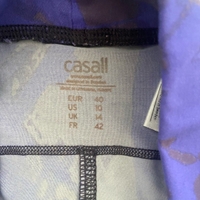 casall
designed in Sweden
EUR 40
US 10
UK 14
FR 42